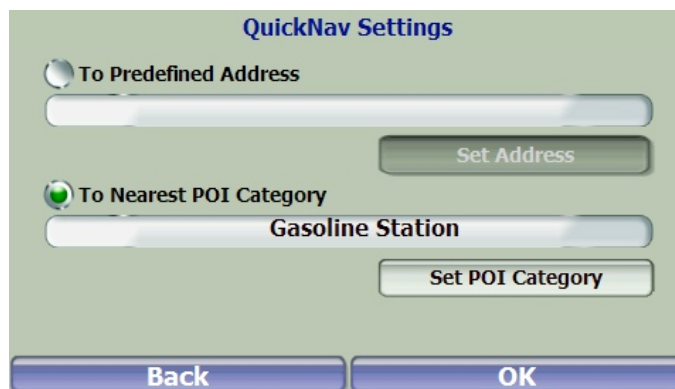 QuickNav Settings
To Predefined Address
Set Address
To Nearest POI Category
Gasoline Station
Set POI Category
Back
OK